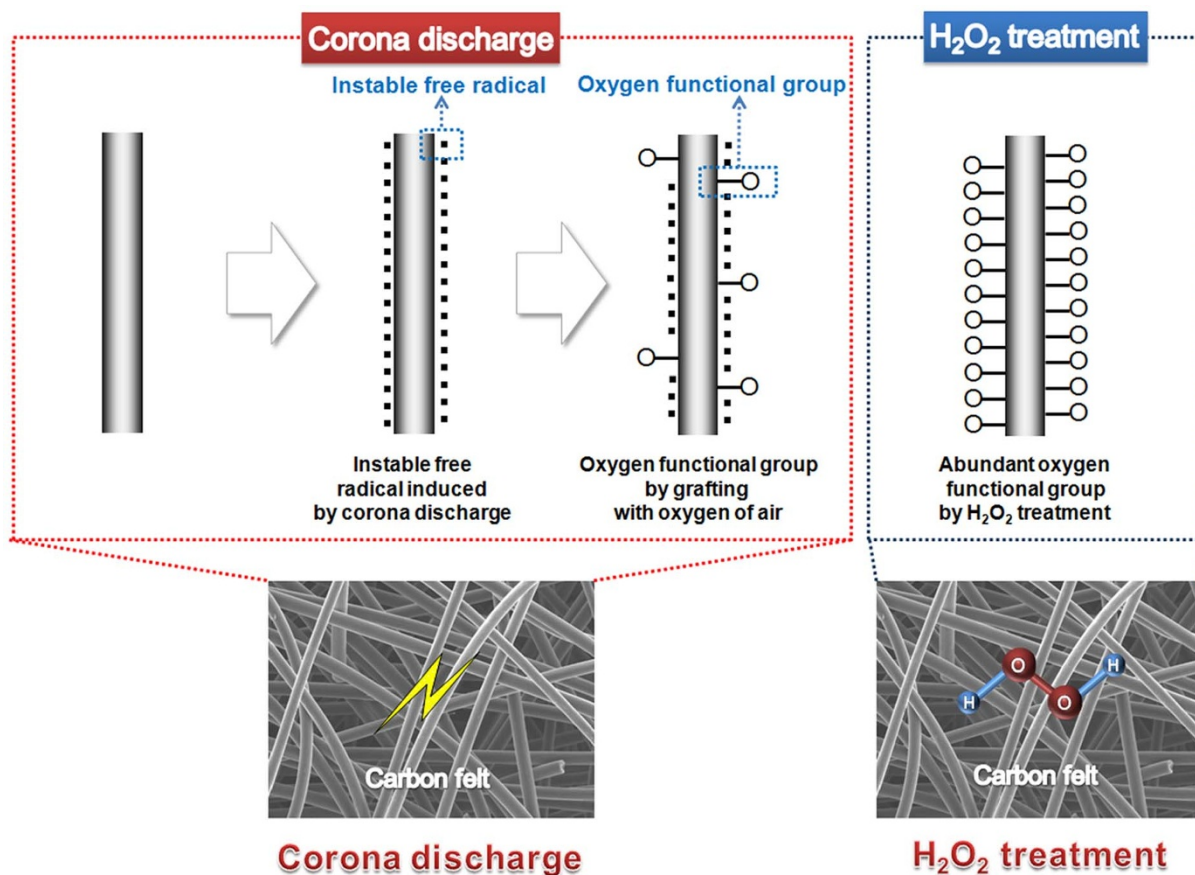 Corona discharge
H₂O₂ treatment
Instable free radical
Oxygen functional group
Instable free
radical induced
by corona discharge
Oxygen functional group
by grafting
with oxygen of air
Abundant oxygen
functional group
by H₂O₂ treatment
Carbon felt
H
O
O
H
Carbon felt
Corona discharge
H₂O₂ treatment